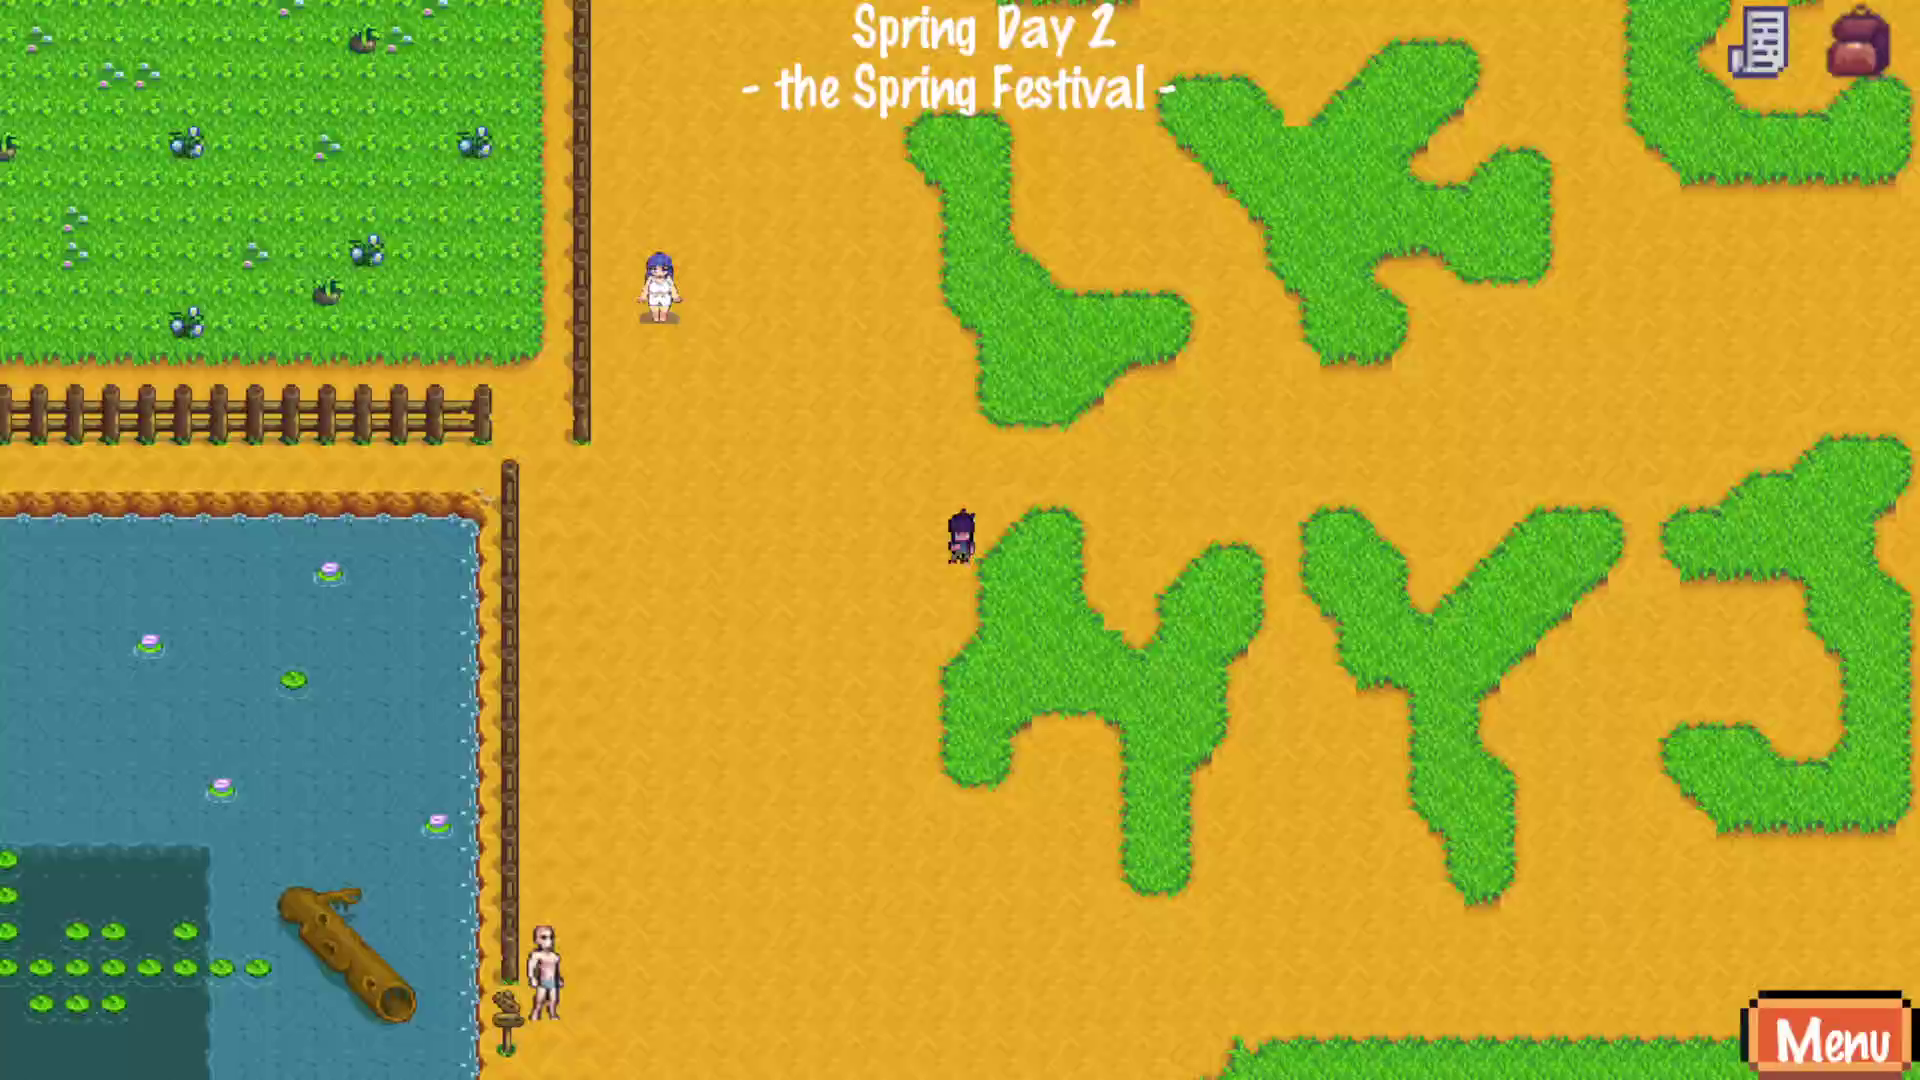 Spring Day 2
- the Spring Festival -
Menu